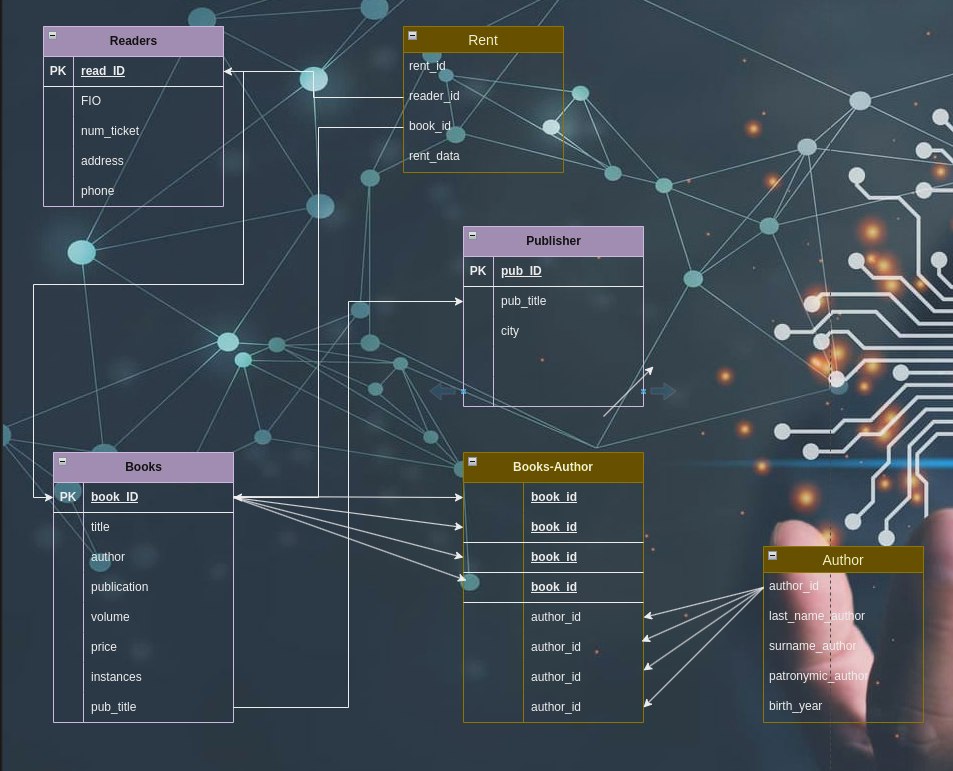 Readers
PK read_ID
FIO
num_ticket
address
phone
Rent
rent_id
reader_id
book_id
rent_data
Publisher
PK pub_ID
pub_title
city
Books
PK book_ID
title
author
publication
volume
price
instances
pub_title
Books-Author
book_id
book_id
book_id
book_id
author_id
author_id
author_id
author_id
Author
author_id
last_name_author
surname_author
patronymic_author
birth_year